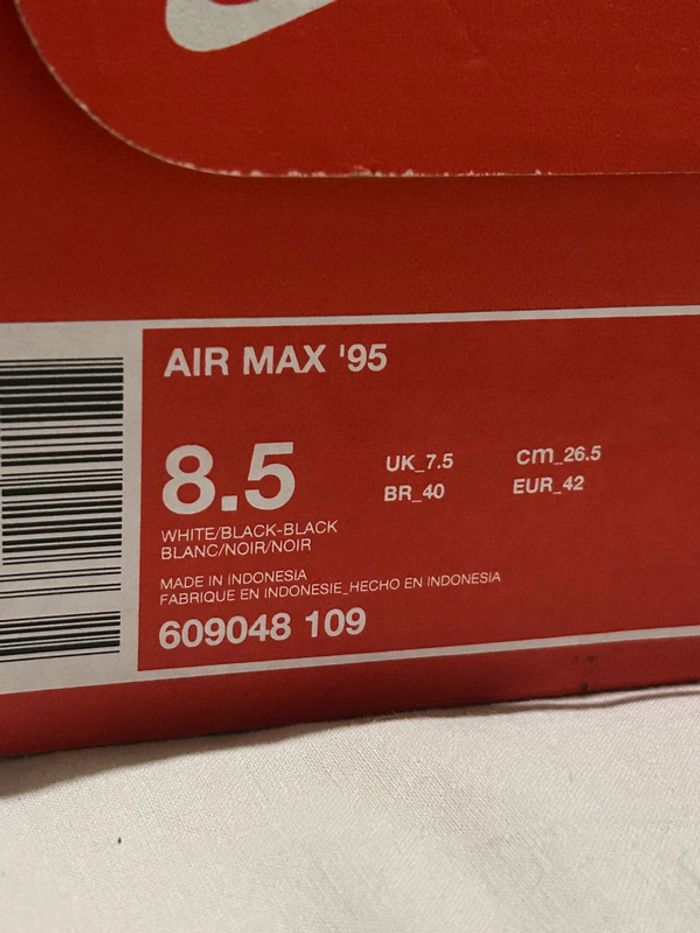 AIR MAX '95
8.5
UK_7.5 cm_26.5
BR_40 EUR_42
WHITE/BLACK-BLACK
BLANC/NOIR/NOIR
MADE IN INDONESIA
FABRIQUE EN INDONESIE_HECHO EN INDONESIA
609048 109